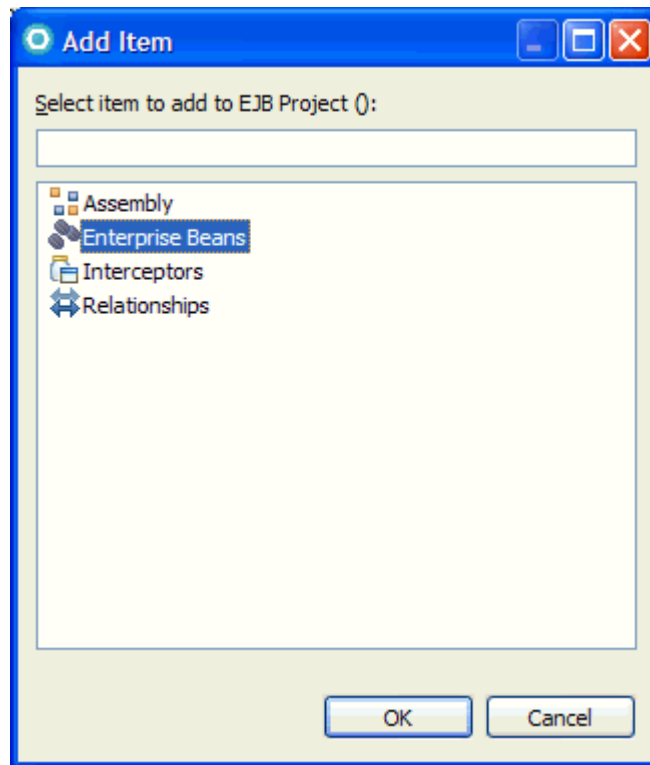 Add Item
Select item to add to EJB Project ():
Assembly
Enterprise Beans
Interceptors
Relationships
OK Cancel